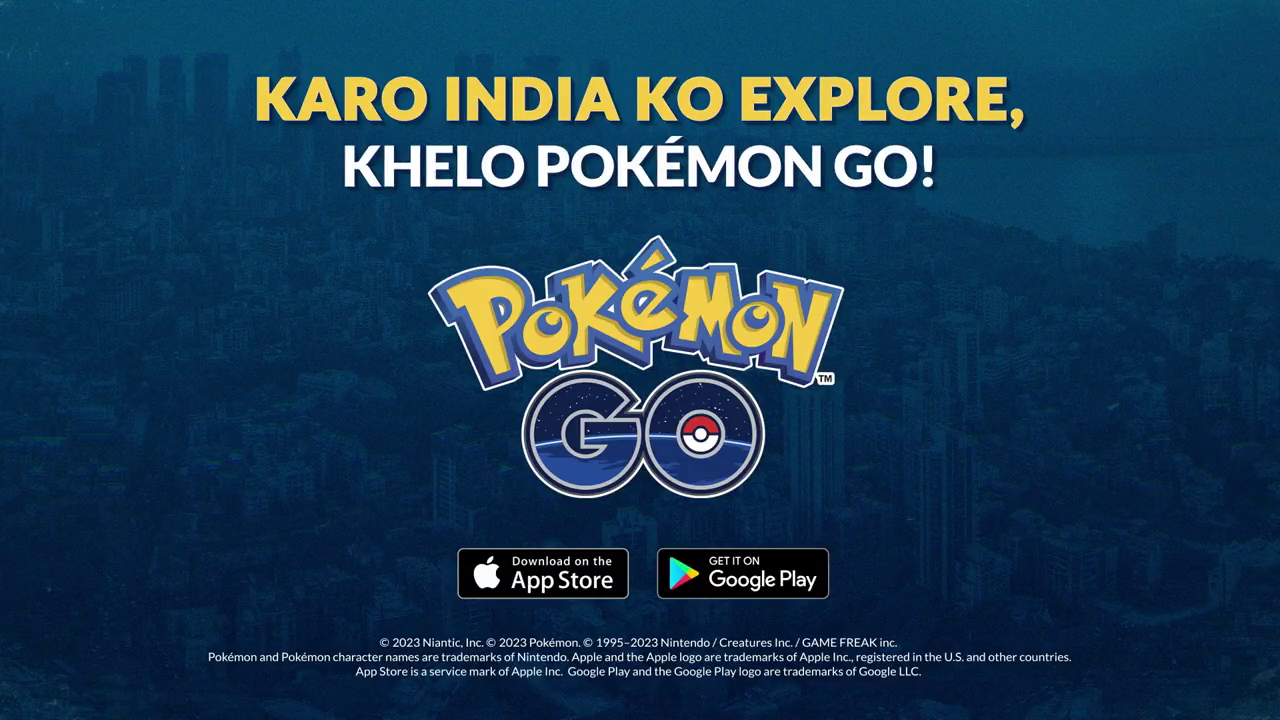 KARO INDIA KO EXPLORE,
KHELO POKÉMON GO!
POKéMON
TM
GO
Download on the
App Store
GET IT ON
Google Play
© 2023 Niantic, Inc. © 2023 Pokémon. © 1995–2023 Nintendo / Creatures Inc. / GAME FREAK inc.
Pokémon and Pokémon character names are trademarks of Nintendo. Apple and the Apple logo are trademarks of Apple Inc., registered in the U.S. and other countries.
App Store is a service mark of Apple Inc. Google Play and the Google Play logo are trademarks of Google LLC.